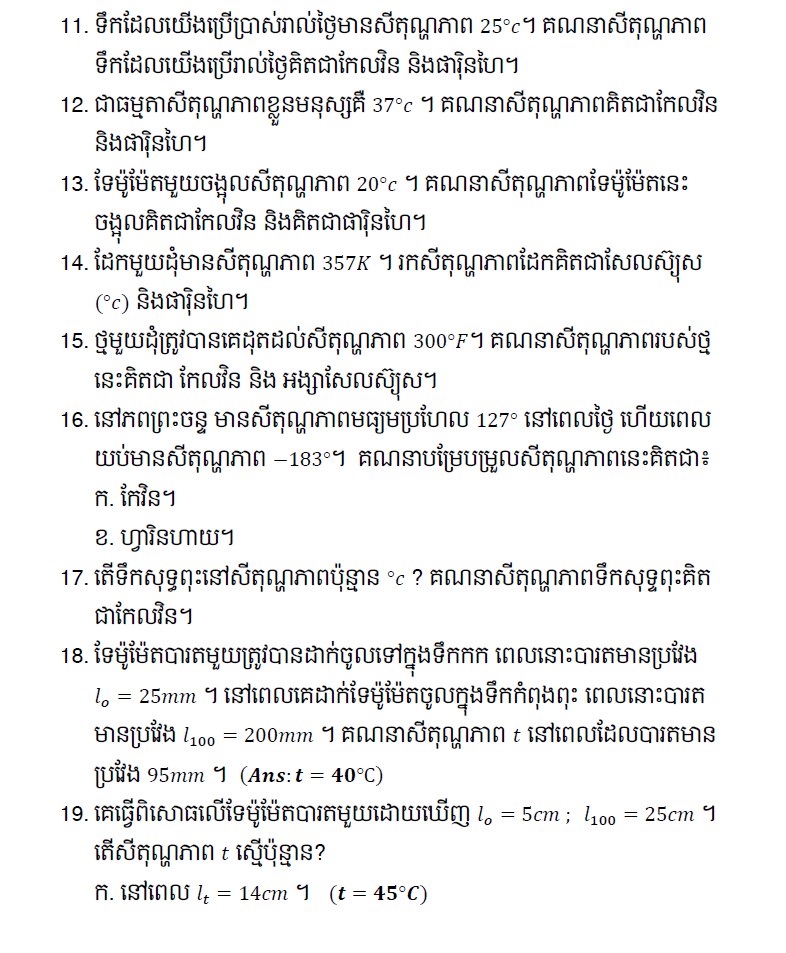 11. ទឹកដែលយើងប្រើប្រាស់រាល់ថ្ងៃមានសីតុណ្ហភាព 25°c។ គណនាសីតុណ្ហភាព
ទឹកដែលយើងប្រើរាល់ថ្ងៃគិតជាកែលវិន និងផារ៉ិនហៃ។
12. ជាធម្មតាសីតុណ្ហភាពខ្លួនមនុស្សគឺ 37°c ។ គណនាសីតុណ្ហភាពគិតជាកែលវិន
និងផារ៉ិនហៃ។
13. ទែម៉ូម៉ែតមួយចង្អុលសីតុណ្ហភាព 20°c ។ គណនាសីតុណ្ហភាពទែម៉ូម៉ែតនេះ
ចង្អុលគិតជាកែលវិន និងគិតជាផារ៉ិនហៃ។
14. ដែកមួយដុំមានសីតុណ្ហភាព 357K ។ រកសីតុណ្ហភាពដែកគិតជាសែលស៊្យុស
(°c) និងផារ៉ិនហៃ។
15. ថ្មមួយដុំត្រូវបានគេដុតដល់សីតុណ្ហភាព 300°F។ គណនាសីតុណ្ហភាពរបស់ថ្ម
នេះគិតជា កែលវិន និង អង្សាសែលស៊្យុស។
16. នៅភពព្រះចន្ទ មានសីតុណ្ហភាពមធ្យមប្រហែល 127° នៅពេលថ្ងៃ ហើយពេល
យប់មានសីតុណ្ហភាព −183°។ គណនាបម្រែបម្រួលសីតុណ្ហភាពនេះគិតជា៖
ក. កែវិន។
ខ. ហ្វារិនហាយ។
17. តើទឹកសុទ្ធពុះនៅសីតុណ្ហភាពប៉ុន្មាន °c ? គណនាសីតុណ្ហភាពទឹកសុទ្ធពុះគិត
ជាកែលវិន។
18. ទែម៉ូម៉ែតបារតមួយត្រូវបានដាក់ចូលទៅក្នុងទឹកកក ពេលនោះបារតមានប្រវែង
lₒ = 25mm ។ នៅពេលគេដាក់ទែម៉ូម៉ែតចូលក្នុងទឹកកំពុងពុះ ពេលនោះបារត
មានប្រវែង l₁₀₀ = 200mm ។ គណនាសីតុណ្ហភាព t នៅពេលដែលបារតមាន
ប្រវែង 95mm ។ (Ans: t = 40°C)
19. គេធ្វើពិសោធលើទែម៉ូម៉ែតបារតមួយដោយឃើញ lₒ = 5cm ; l₁₀₀ = 25cm ។
តើសីតុណ្ហភាព t ស្មើប៉ុន្មាន?
ក. នៅពេល lₜ = 14cm ។ (t = 45°C)